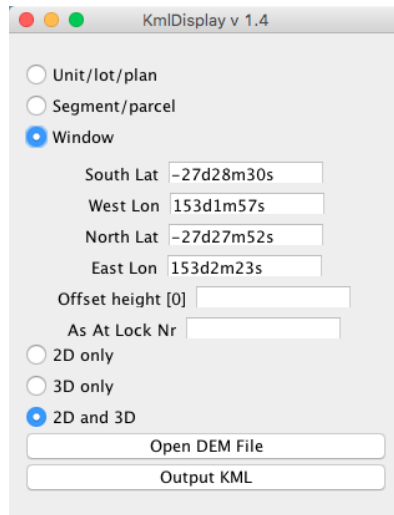 KmlDisplay v 1.4
Unit/lot/plan
Segment/parcel
Window
South Lat -27d28m30s
West Lon 153d1m57s
North Lat -27d27m52s
East Lon 153d2m23s
Offset height [0]
As At Lock Nr
2D only
3D only
2D and 3D
Open DEM File
Output KML